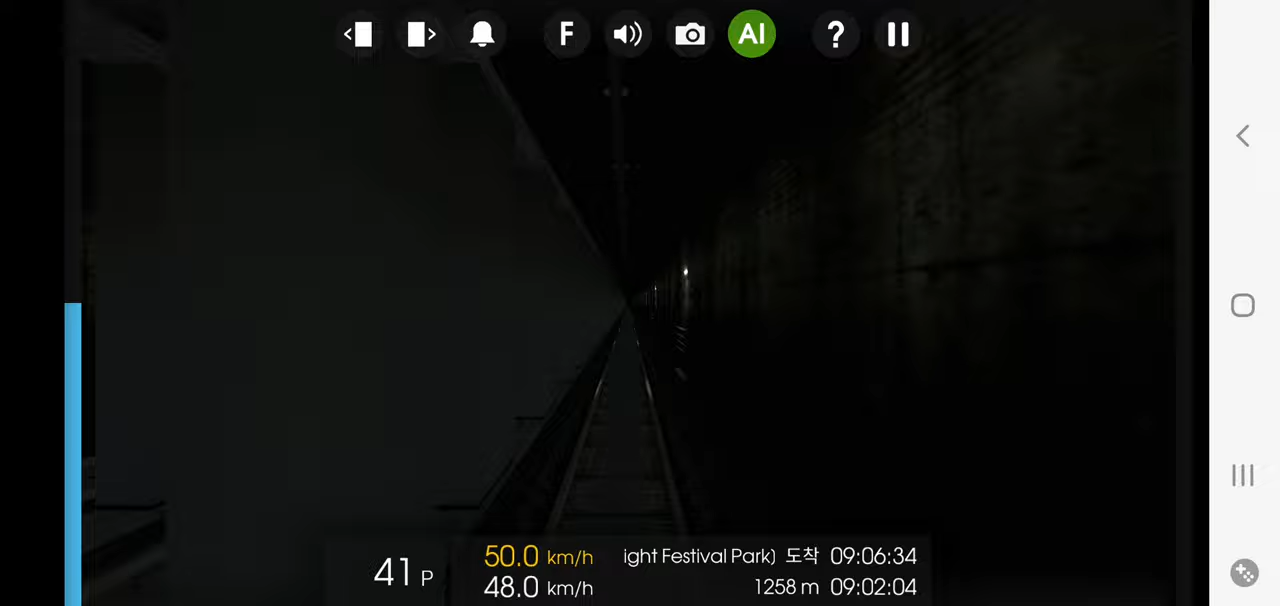 F AI ?
41 P
50.0 km/h
48.0 km/h
ight Festival Park) 도착 09:06:34
1258 m 09:02:04